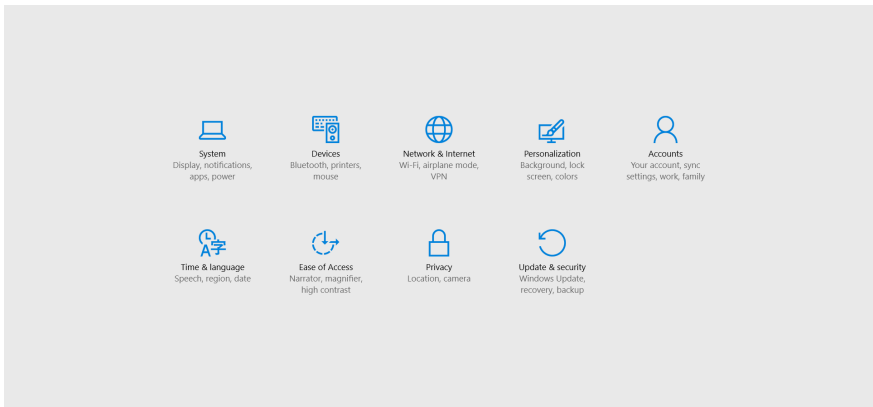 System
Display, notifications,
apps, power
Devices
Bluetooth, printers,
mouse
Network & Internet
Wi-Fi, airplane mode,
VPN
Personalization
Background, lock
screen, colors
Accounts
Your account, sync
settings, work, family
A字
Time & language
Speech, region, date
Ease of Access
Narrator, magnifier,
high contrast
Privacy
Location, camera
Update & security
Windows Update,
recovery, backup